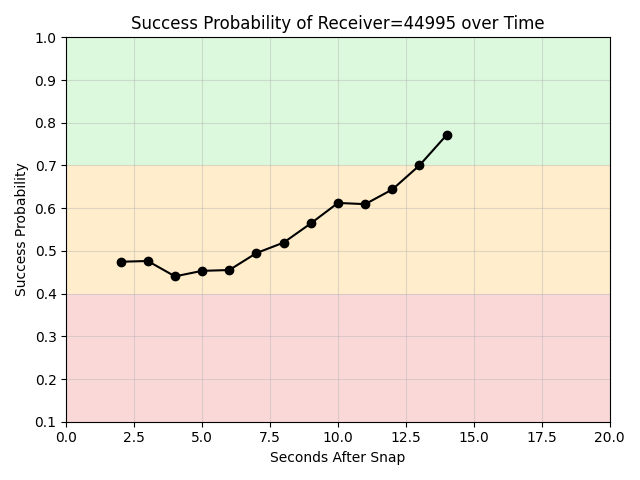 Success Probability of Receiver=44995 over Time
1.0
0.9
0.8
0.7
0.6
0.5
0.4
0.3
0.2
0.1
Success Probability
0.0 2.5 5.0 7.5 10.0 12.5 15.0 17.5 20.0
Seconds After Snap